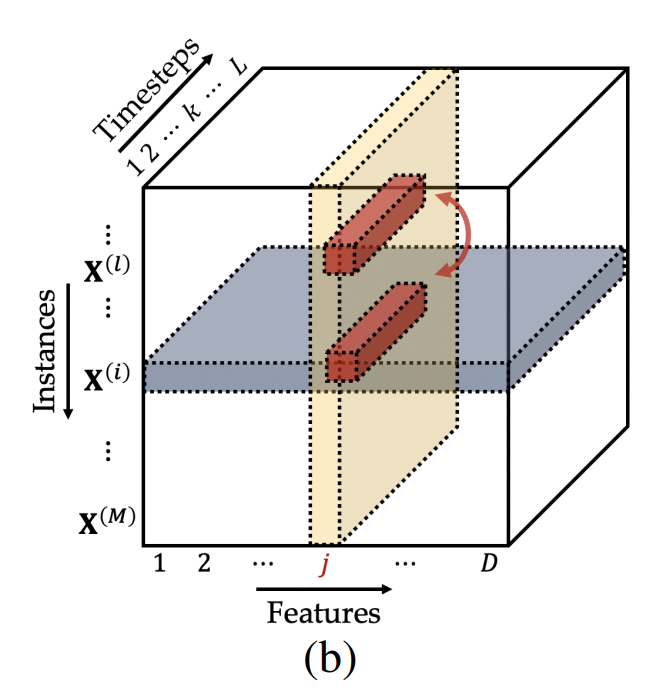 Timesteps
1 2 ⋯ k ⋯ L
⋮
X^(l)
⋮
Instances
X^(i)
⋮
X^(M)
1 2 ⋯ j ⋯ D
Features
(b)